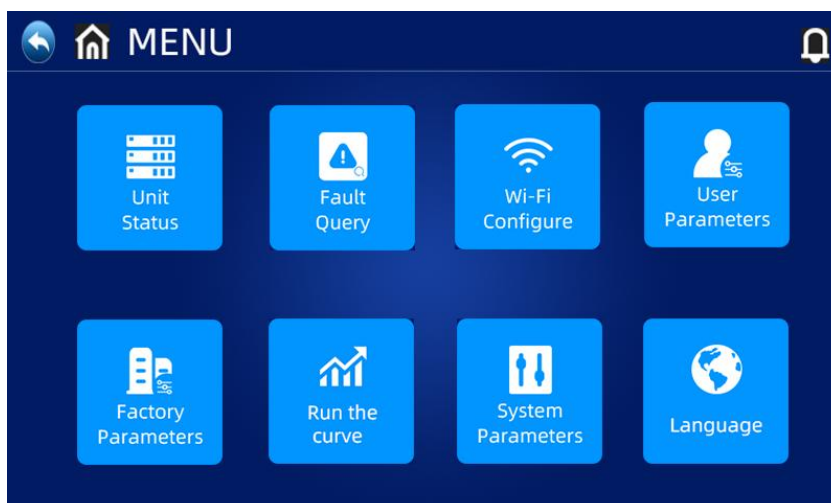 MENU
Unit
Status
Fault
Query
Wi-Fi
Configure
User
Parameters
Factory
Parameters
Run the
curve
System
Parameters
Language